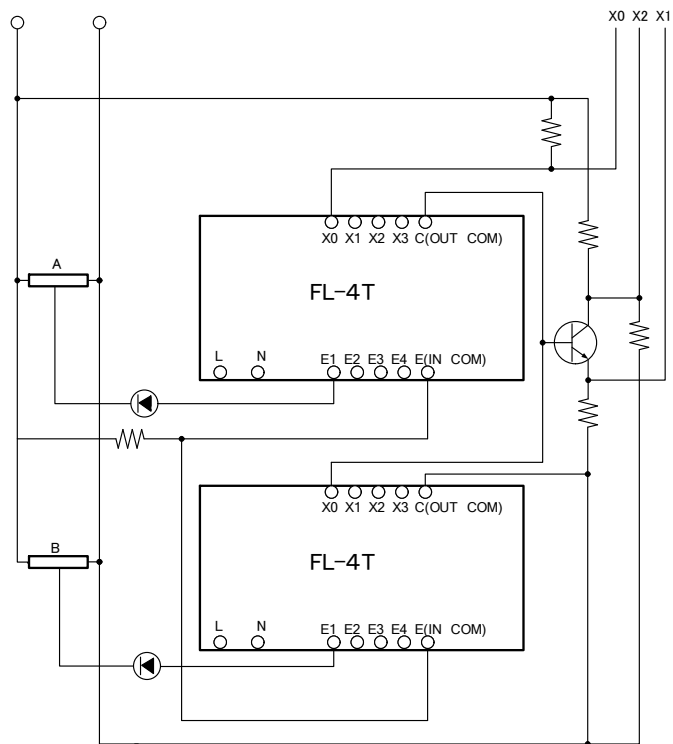 X0 X2 X1
X0 X1 X2 X3 C(OUT COM)
A
FL-4T
L N E1 E2 E3 E4 E(IN COM)
X0 X1 X2 X3 C(OUT COM)
B
FL-4T
L N E1 E2 E3 E4 E(IN COM)